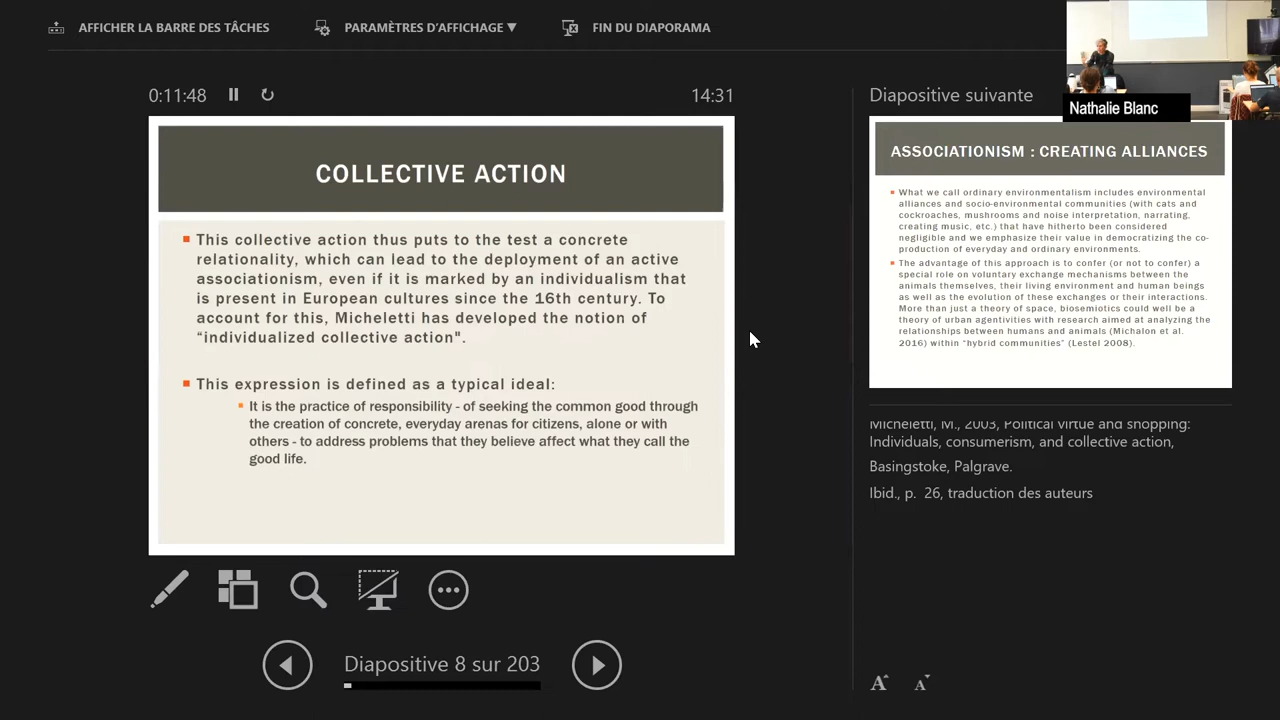 AFFICHER LA BARRE DES TÂCHES
PARAMÈTRES D'AFFICHAGE ▼
FIN DU DIAPORAMA
Nathalie Blanc
0:11:48
14:31
COLLECTIVE ACTION
This collective action thus puts to the test a concrete
relationality, which can lead to the deployment of an active
associationism, even if it is marked by an individualism that
is present in European cultures since the 16th century. To
account for this, Micheletti has developed the notion of
“individualized collective action".
This expression is defined as a typical ideal:
It is the practice of responsibility - of seeking the common good through
the creation of concrete, everyday arenas for citizens, alone or with
others - to address problems that they believe affect what they call the
good life.
Diapositive 8 sur 203
Diapositive suivante
ASSOCIATIONISM : CREATING ALLIANCES
What we call ordinary environmentalism includes environmental
alliances and socio-environmental communities (with cats and
cockroaches, mushrooms and noise interpretation, narrating,
creating music, etc.) that have hitherto been considered
negligible and we emphasize their value in democratizing the co-
production of everyday and ordinary environments.
The advantage of this approach is to confer (or not to confer) a
special role on voluntary exchange mechanisms between the
animals themselves, their living environment and human beings
as well as the evolution of these exchanges or their interactions.
More than just a theory of space, biosemiotics could well be a
theory of urban agentivities with research aimed at analyzing the
relationships between humans and animals (Michalon et al.
2016) within “hybrid communities” (Lestel 2008).
Micheletti, M., 2003, Political virtue and shopping:
Individuals, consumerism, and collective action,
Basingstoke, Palgrave.
Ibid., p. 26, traduction des auteurs
A A